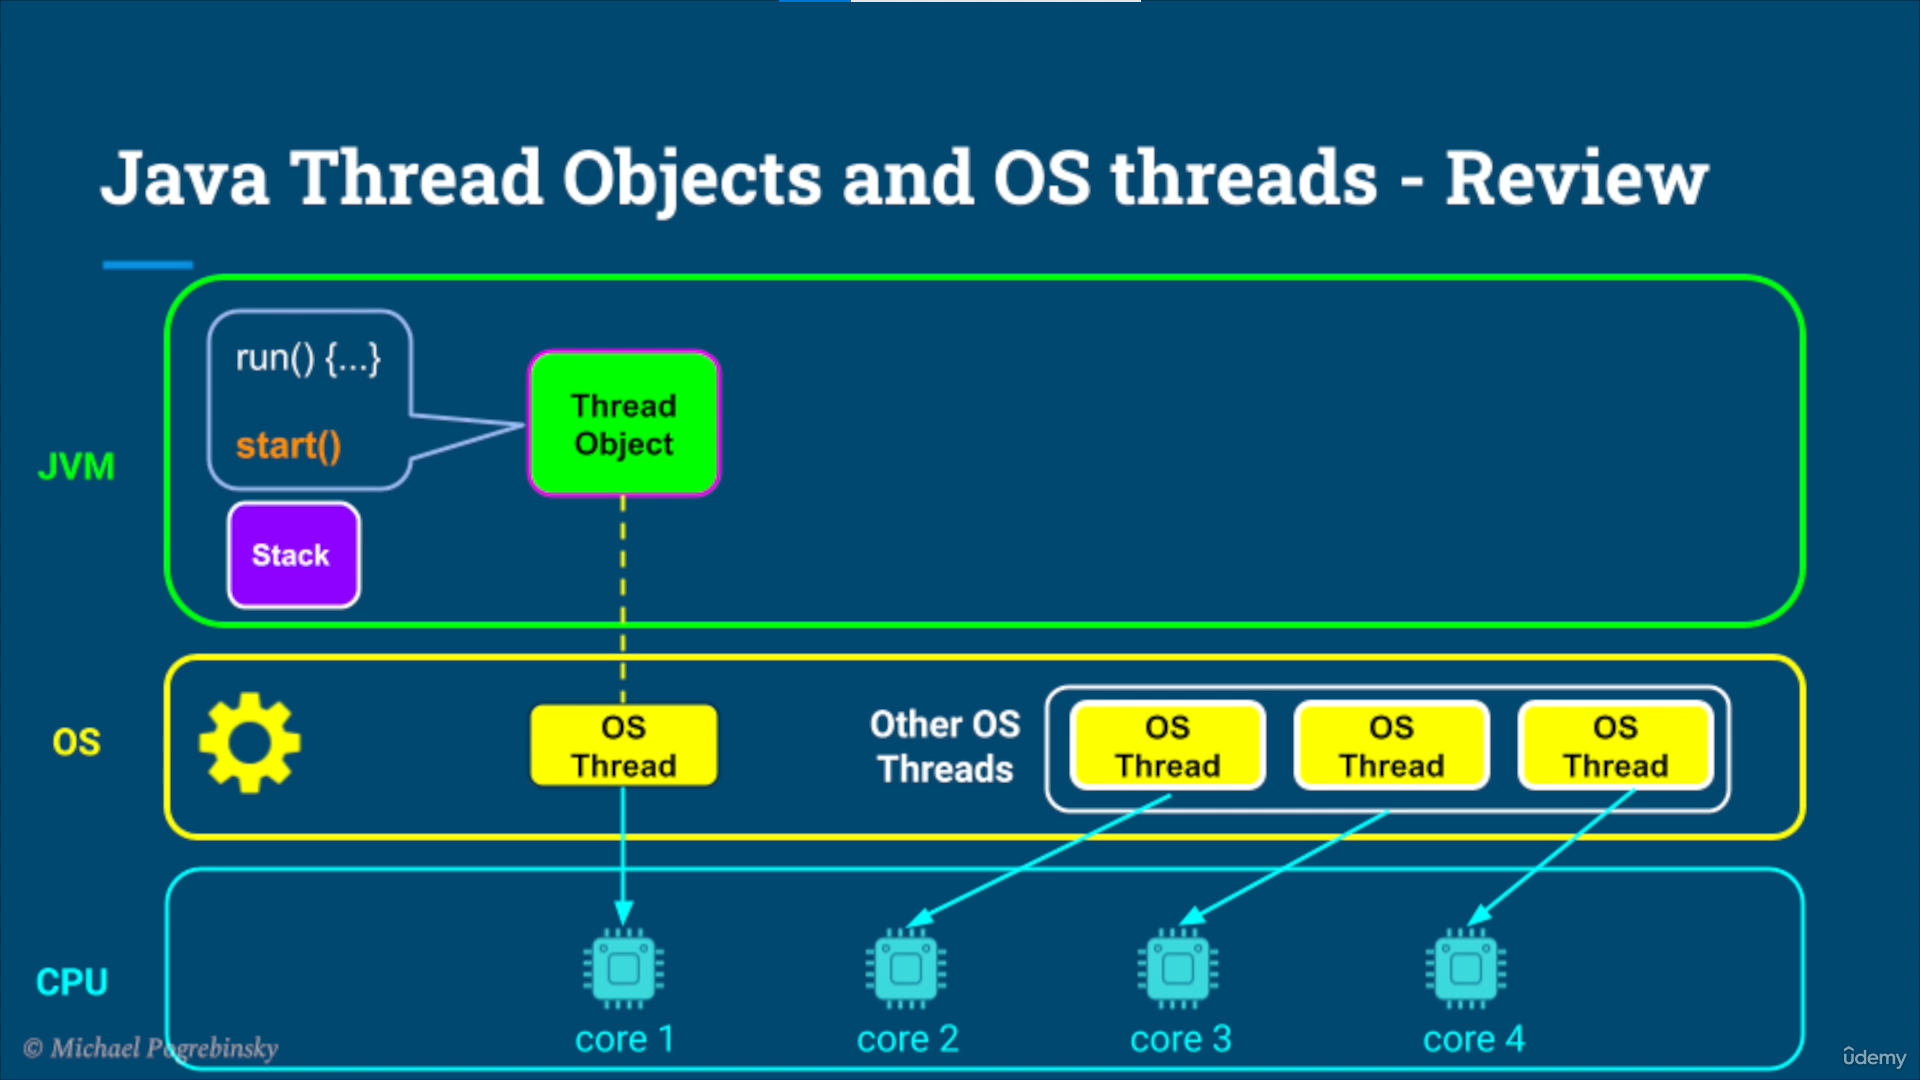 Java Thread Objects and OS threads - Review
run() {...}
start()
Thread
Object
JVM
Stack
OS
OS
Thread
Other OS
Threads
OS
Thread
OS
Thread
OS
Thread
CPU
core 1
core 2
core 3
core 4
© Michael Pogrebinsky
ûdemy